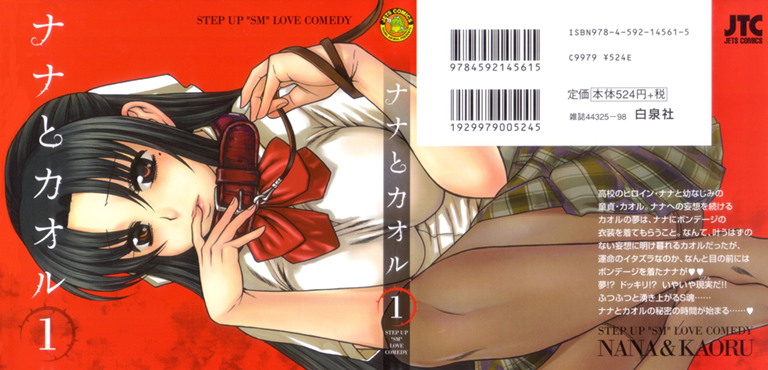 STEP UP "SM" LOVE COMEDY
JETS COMICS
ナナとカオル 1
ナナとカオル
1
STEP UP
"SM"
LOVE
COMEDY
9784592145615
1929979005245
ISBN978-4-592-14561-5
C9979 ¥524E
定価 本体524円+税
雑誌44325-98 白泉社
JTC
JETS COMICS
高校のヒロイン・ナナと幼なじみの
童貞・カオル。ナナへの妄想を続ける
カオルの夢は、ナナにボンデージの
衣装を着てもらうこと。なんて、叶うはずの
ない妄想に明け暮れるカオルだったが、
運命のイタズラなのか、なんと目の前には
ボンデージを着たナナが♥♥
夢!? ドッキリ!? いやいや現実だ!!
ふつふつと湧き上がるS魂……
ナナとカオルの秘密の時間が始まる……♥
STEP UP "SM" LOVE COMEDY
NANA & KAORU